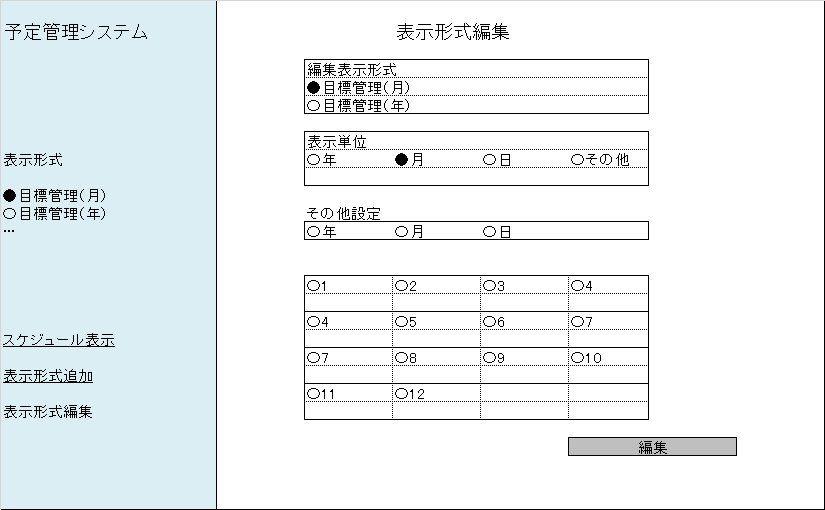 予定管理システム
表示形式編集
編集表示形式
●目標管理(月)
○目標管理(年)
表示単位
○年 ●月 ○日 ○その他
表示形式
●目標管理(月)
○目標管理(年)
…
その他設定
○年 ○月 ○日
○1 ○2 ○3 ○4
○4 ○5 ○6 ○7
○7 ○8 ○9 ○10
○11 ○12
スケジュール表示
表示形式追加
表示形式編集
編集